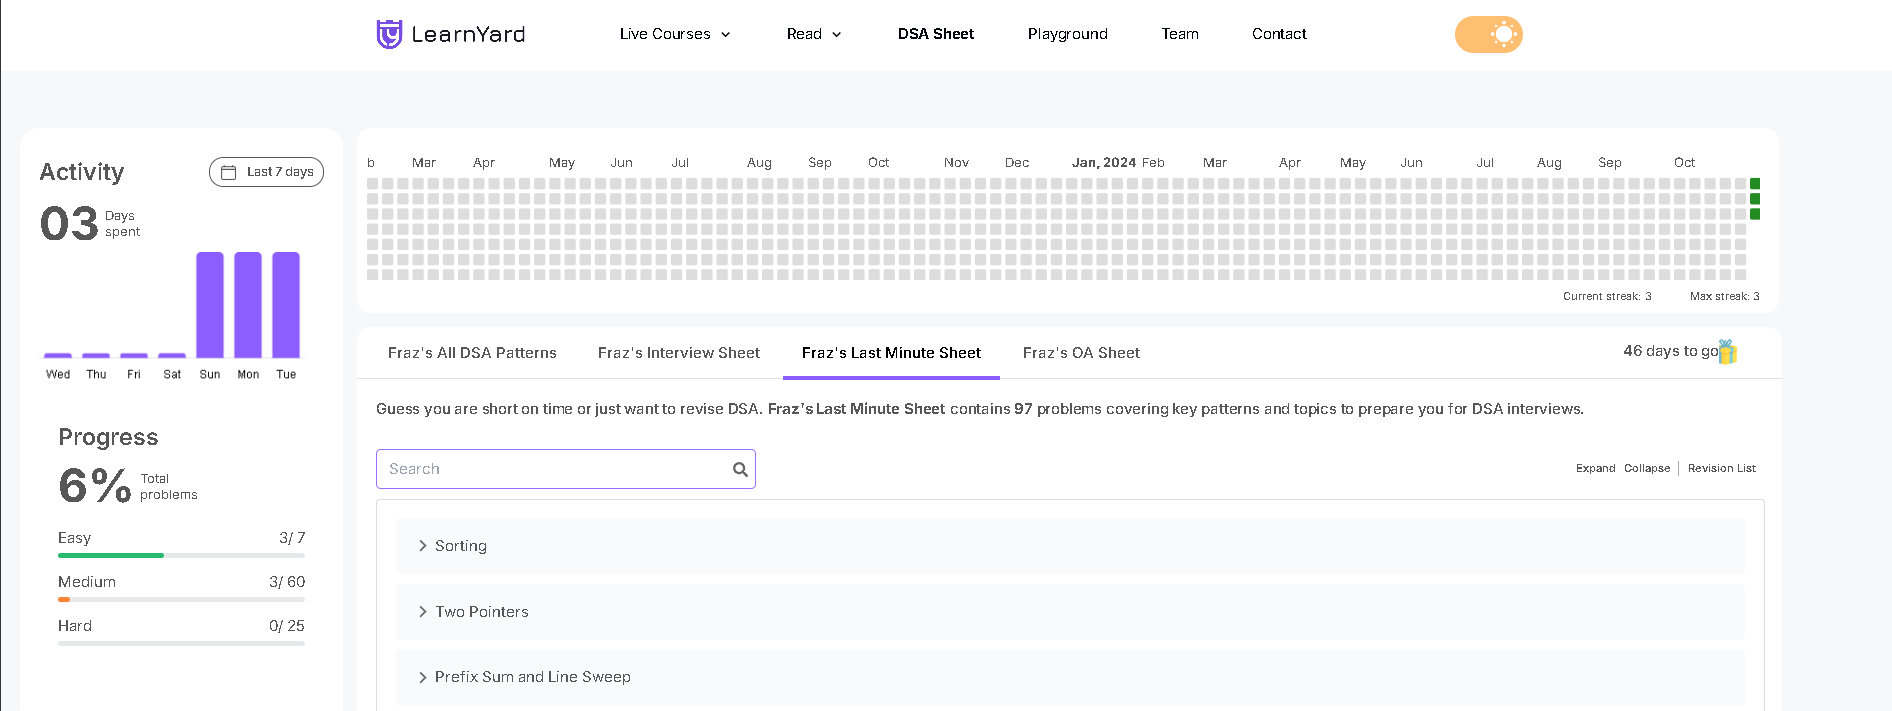 LearnYard
Live Courses
Read
DSA Sheet
Playground
Team
Contact
Activity
Last 7 days
03
Days
spent
Wed Thu Fri Sat Sun Mon Tue
Progress
6%
Total
problems
Easy 3/ 7
Medium 3/ 60
Hard 0/ 25
b Mar Apr May Jun Jul Aug Sep Oct Nov Dec Jan, 2024 Feb Mar Apr May Jun Jul Aug Sep Oct
Current streak: 3 Max streak: 3
Fraz's All DSA Patterns
Fraz's Interview Sheet
Fraz's Last Minute Sheet
Fraz's OA Sheet
46 days to go
Guess you are short on time or just want to revise DSA. Fraz's Last Minute Sheet contains 97 problems covering key patterns and topics to prepare you for DSA interviews.
Search
Expand Collapse | Revision List
Sorting
Two Pointers
Prefix Sum and Line Sweep